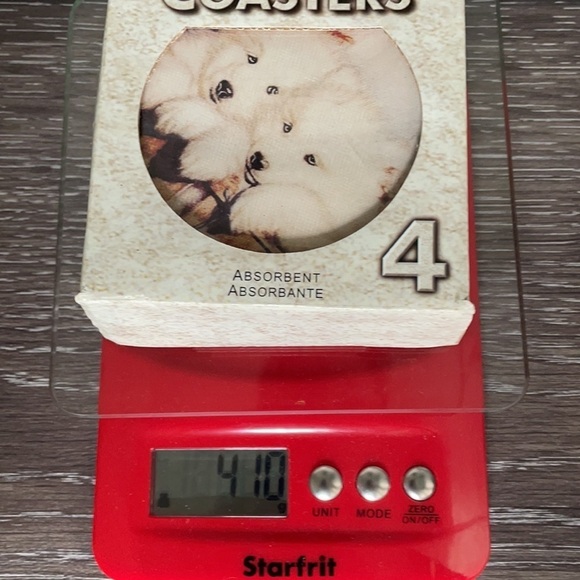 COASTERS
4
ABSORBENT
ABSORBANTE
410
g
UNIT
MODE
ZERO
ON/OFF
Starfrit